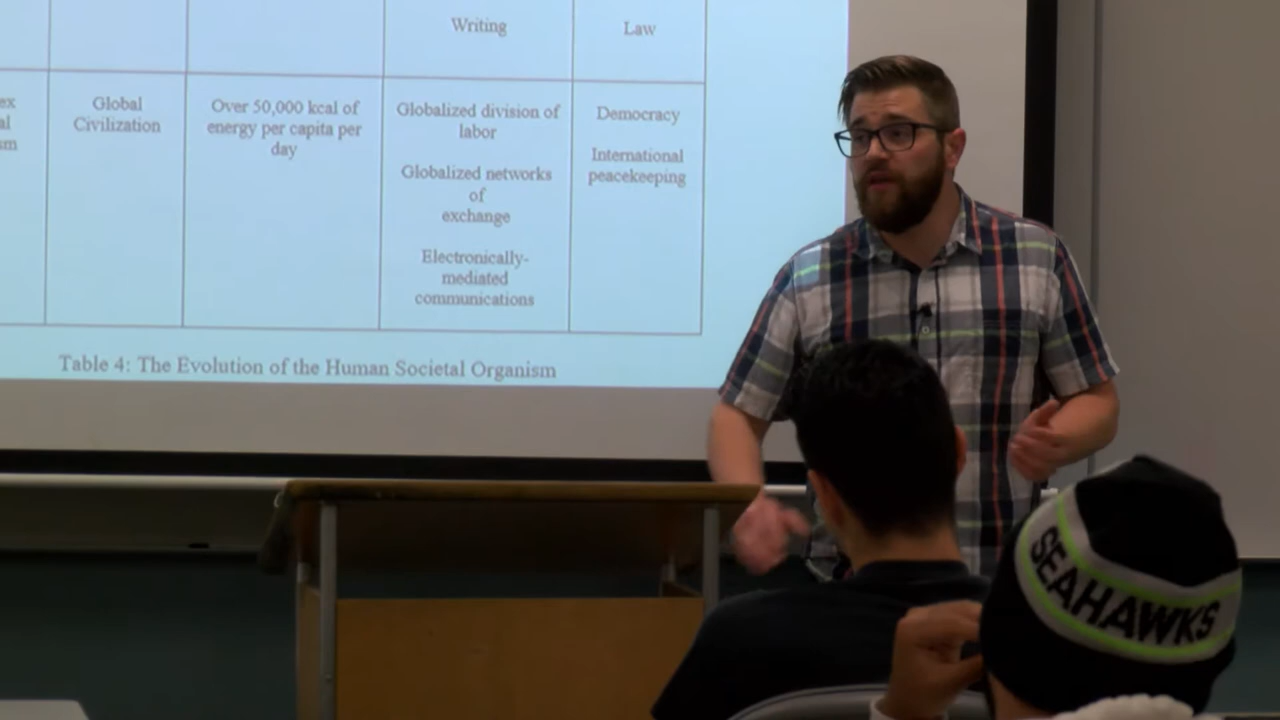 Writing
Law
Global
Civilization
Over 50,000 kcal of
energy per capita per
day
Globalized division of
labor
Globalized networks
of
exchange
Electronically-
mediated
communications
Democracy
International
peacekeeping
Table 4: The Evolution of the Human Societal Organism
SEAHAWKS